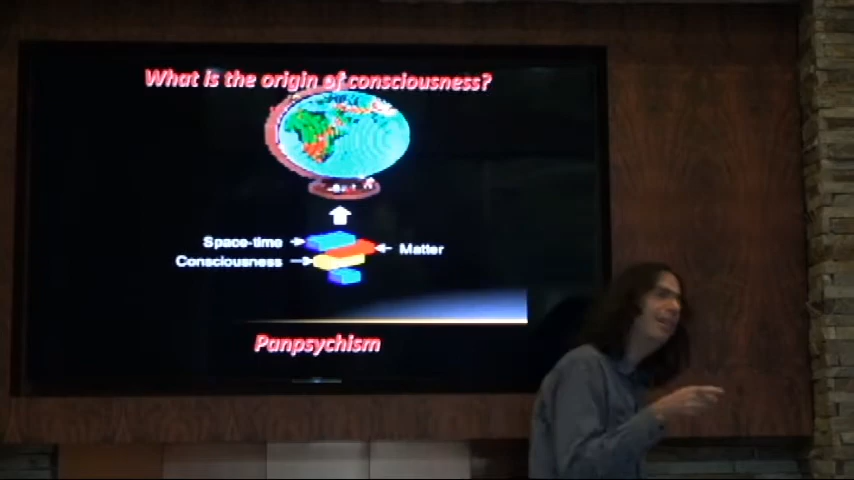 What is the origin of consciousness?
Space-time
Matter
Consciousness
Panpsychism